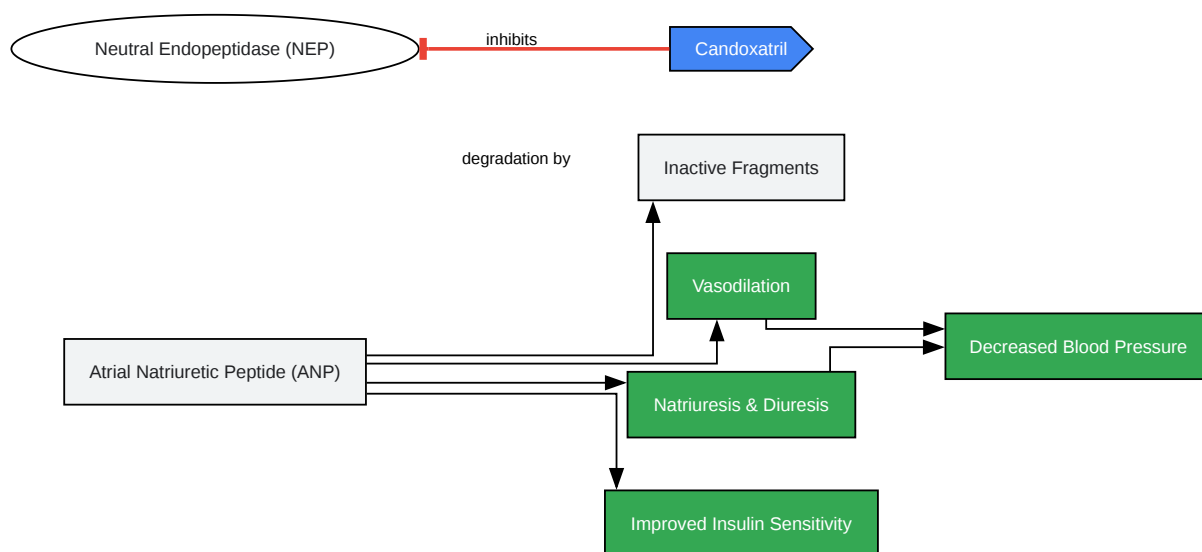 Neutral Endopeptidase (NEP)
inhibits
Candoxatril
degradation by
Inactive Fragments
Vasodilation
Decreased Blood Pressure
Atrial Natriuretic Peptide (ANP)
Natriuresis & Diuresis
Improved Insulin Sensitivity